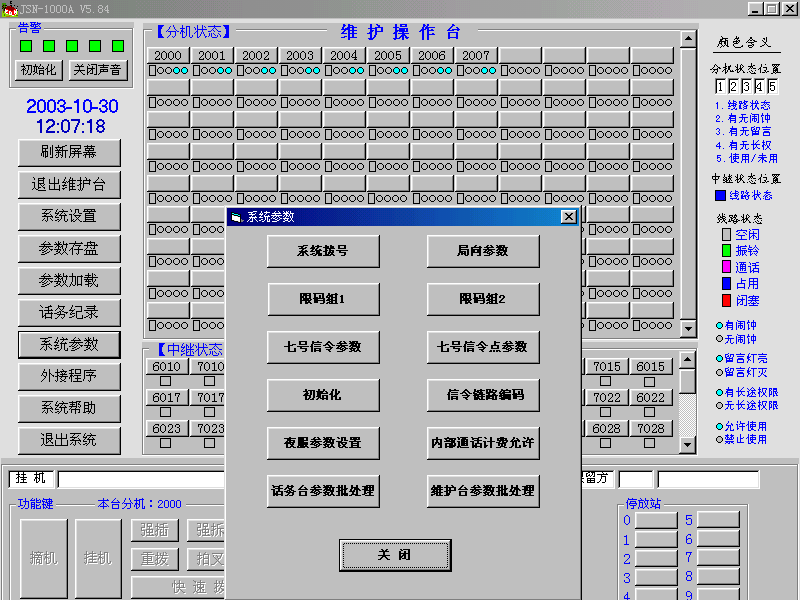 JSN-1000A V5.84
告警
初始化 关闭声音
2003-10-30
12:07:18
刷新屏幕
退出维护台
系统设置
参数存盘
参数加载
话务纪录
系统参数
外接程序
系统帮助
退出系统
【分机状态】 维护操作台
2000 2001 2002 2003 2004 2005 2006 2007
颜色含义
分机状态位置
1 2 3 4 5
1. 线路状态
2. 有无闹钟
3. 有无留言
4. 有无长权
5. 使用/未用
中继状态位置
线路状态
线路状态
空闲
振铃
通话
占用
闭塞
有闹钟
无闹钟
留言灯亮
留言灯灭
有长途权限
无长途权限
允许使用
禁止使用
系统参数
系统拨号 局向参数
限码组1 限码组2
七号信令参数 七号信令点参数
初始化 信令链路编码
夜服参数设置 内部通话计费允许
话务台参数批处理 维护台参数批处理
关 闭
【中继状态
6010 7010 7015 6015
6017 7017 7022 6022
6023 7023 6028 7028
挂 机 留方
功能键 本台分机：2000
摘机 挂机 强插 强拆
重拨 拍叉
快 速 拨
停放站
0 5
1 6
2 7
3 8
4 9